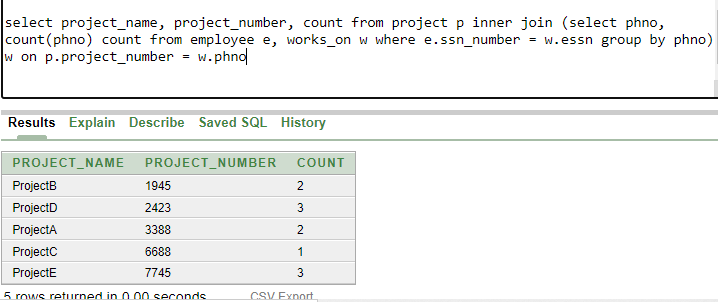 select project_name, project_number, count from project p inner join (select phno,
count(phno) count from employee e, works_on w where e.ssn_number = w.essn group by phno)
w on p.project_number = w.phno
Results Explain Describe Saved SQL History
PROJECT_NAME PROJECT_NUMBER COUNT
ProjectB 1945 2
ProjectD 2423 3
ProjectA 3388 2
ProjectC 6688 1
ProjectE 7745 3
5 rows returned in 0.00 seconds CSV Export